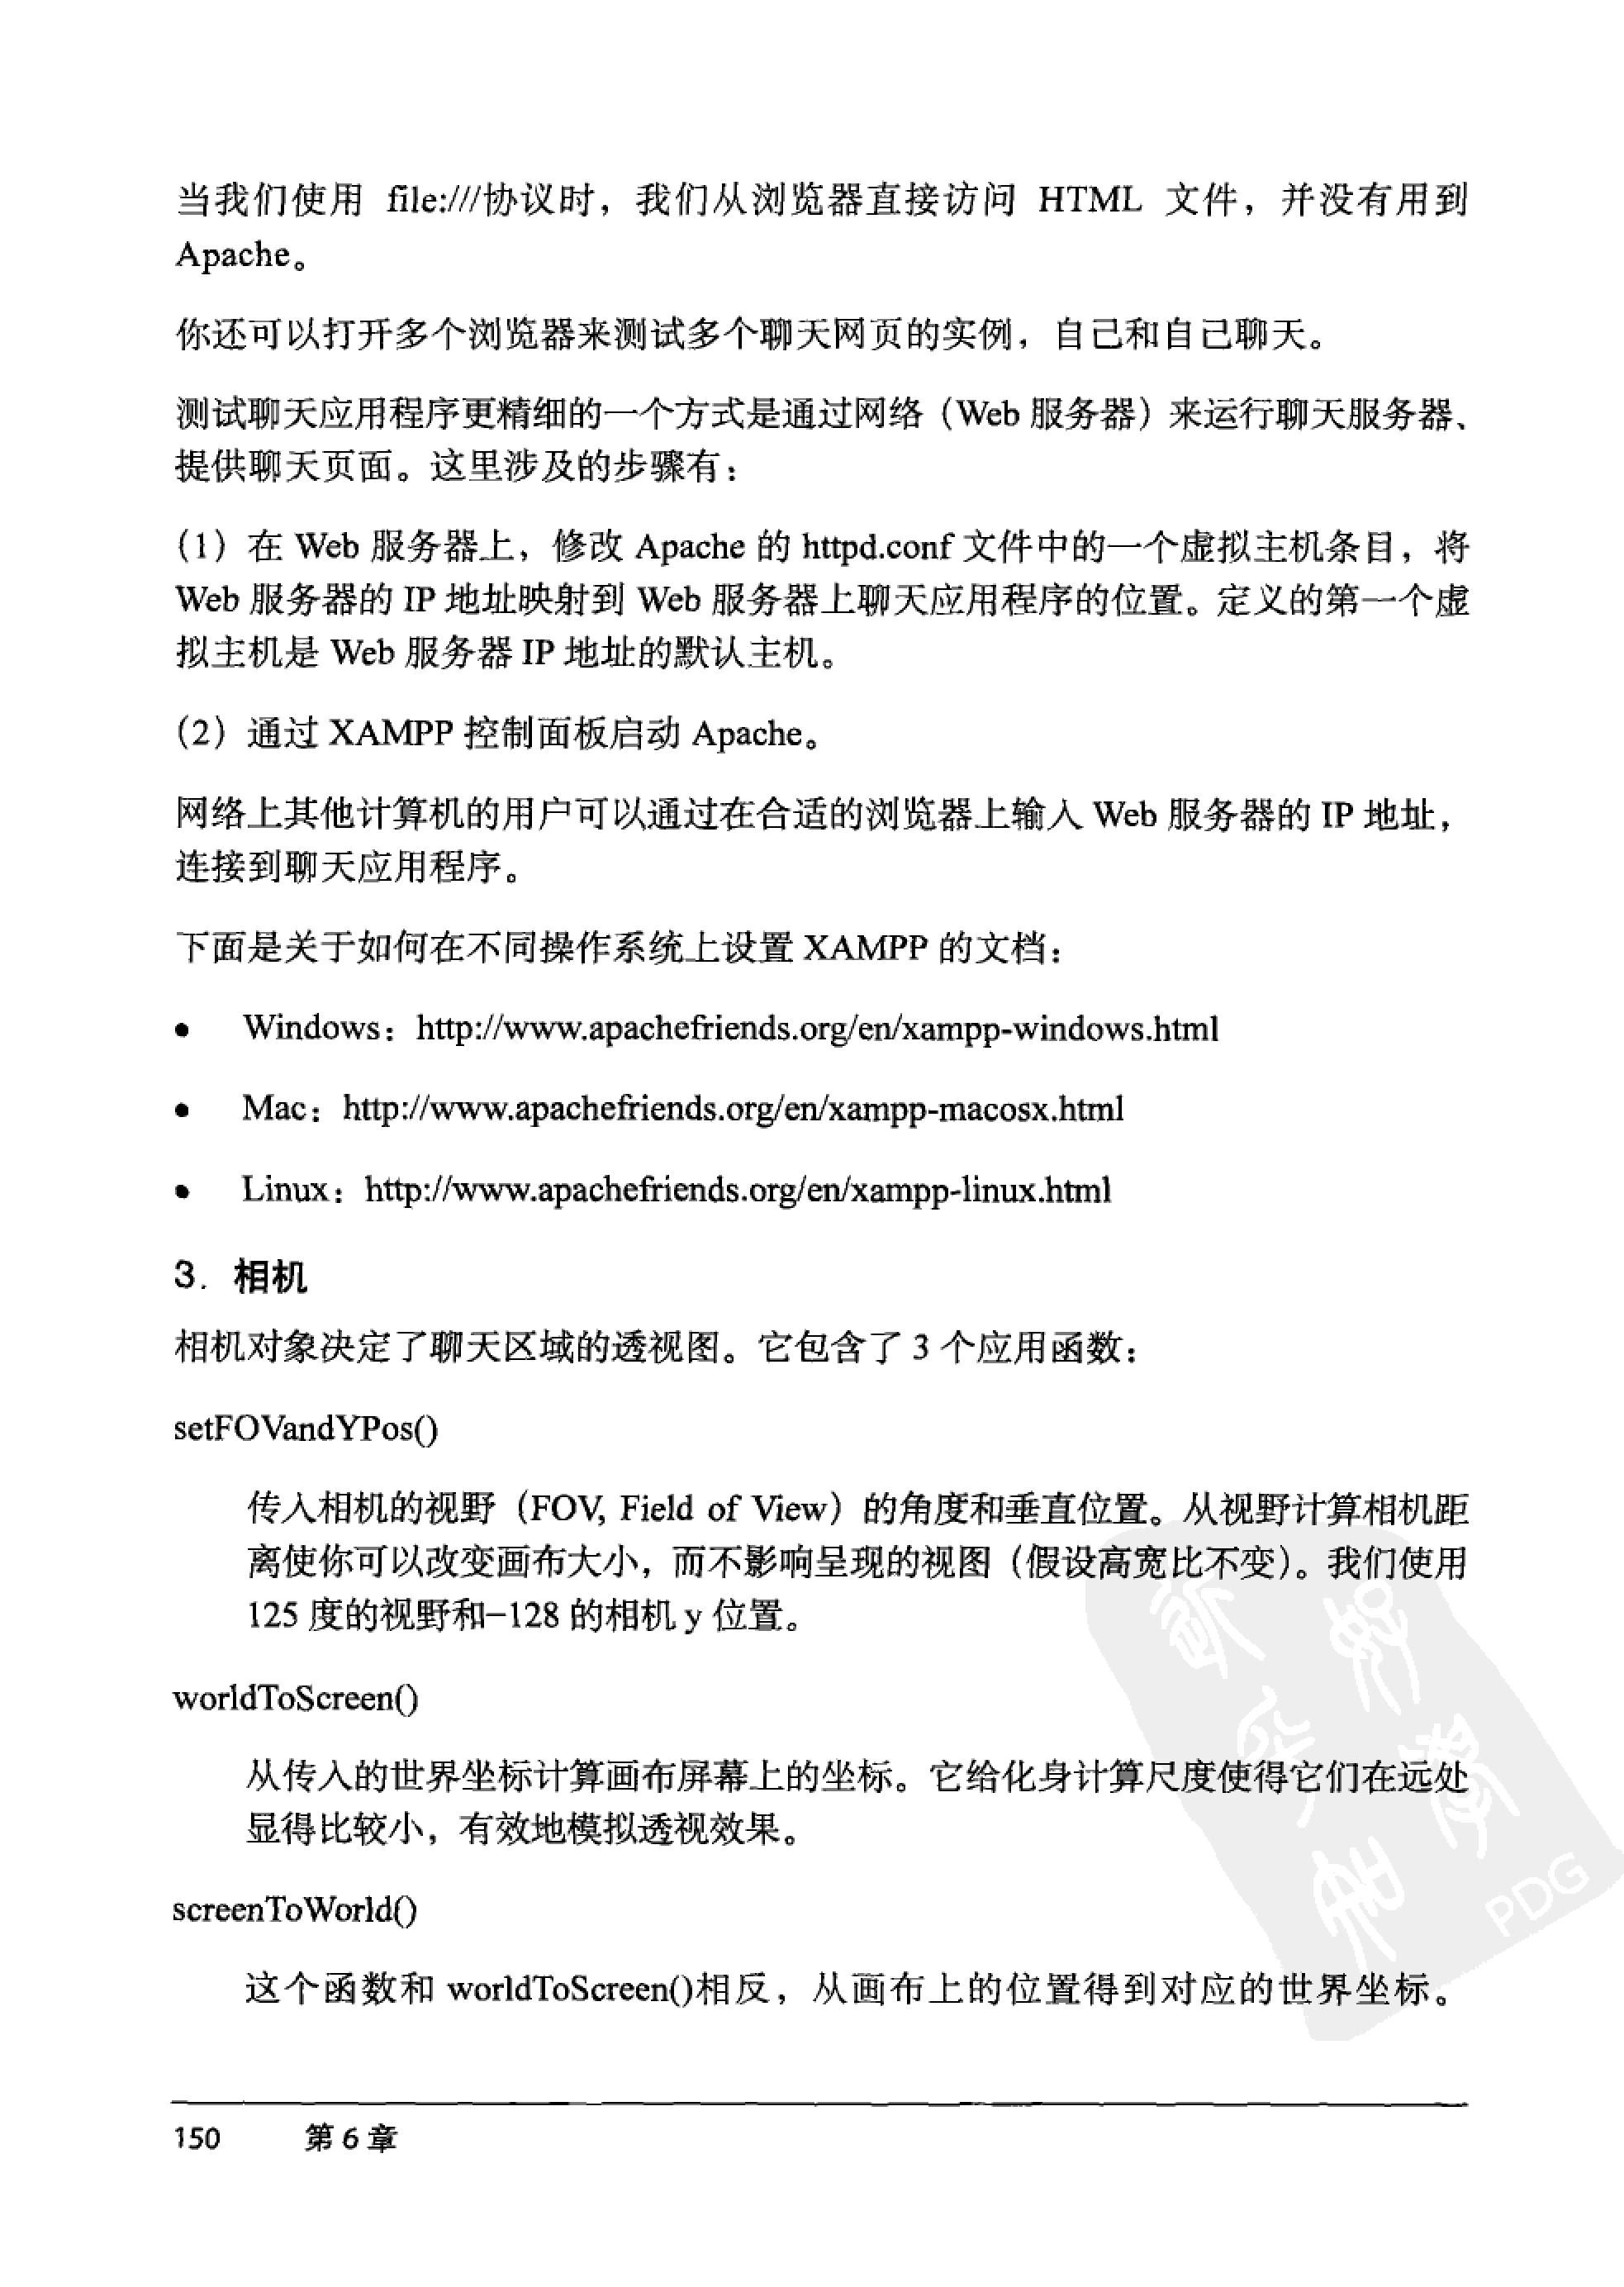 当我们使用 file:///协议时，我们从浏览器直接访问 HTML 文件，并没有用到
Apache。
你还可以打开多个浏览器来测试多个聊天网页的实例，自己和自己聊天。
测试聊天应用程序更精细的一个方式是通过网络（Web 服务器）来运行聊天服务器、
提供聊天页面。这里涉及的步骤有：
（1）在 Web 服务器上，修改 Apache 的 httpd.conf 文件中的一个虚拟主机条目，将
Web 服务器的 IP 地址映射到 Web 服务器上聊天应用程序的位置。定义的第一个虚
拟主机是 Web 服务器 IP 地址的默认主机。
（2）通过 XAMPP 控制面板启动 Apache。
网络上其他计算机的用户可以通过在合适的浏览器上输入 Web 服务器的 IP 地址，
连接到聊天应用程序。
下面是关于如何在不同操作系统上设置 XAMPP 的文档：
● Windows：http://www.apachefriends.org/en/xampp-windows.html
● Mac：http://www.apachefriends.org/en/xampp-macosx.html
● Linux：http://www.apachefriends.org/en/xampp-linux.html
3．相机
相机对象决定了聊天区域的透视图。它包含了 3 个应用函数：
setFOVandYPos()
传入相机的视野（FOV, Field of View）的角度和垂直位置。从视野计算相机距
离使你可以改变画布大小，而不影响呈现的视图（假设高宽比不变）。我们使用
125 度的视野和–128 的相机 y 位置。
worldToScreen()
从传入的世界坐标计算画布屏幕上的坐标。它给化身计算尺度使得它们在远处
显得比较小，有效地模拟透视效果。
screenToWorld()
这个函数和 worldToScreen()相反，从画布上的位置得到对应的世界坐标。
PDG
150 第 6 章